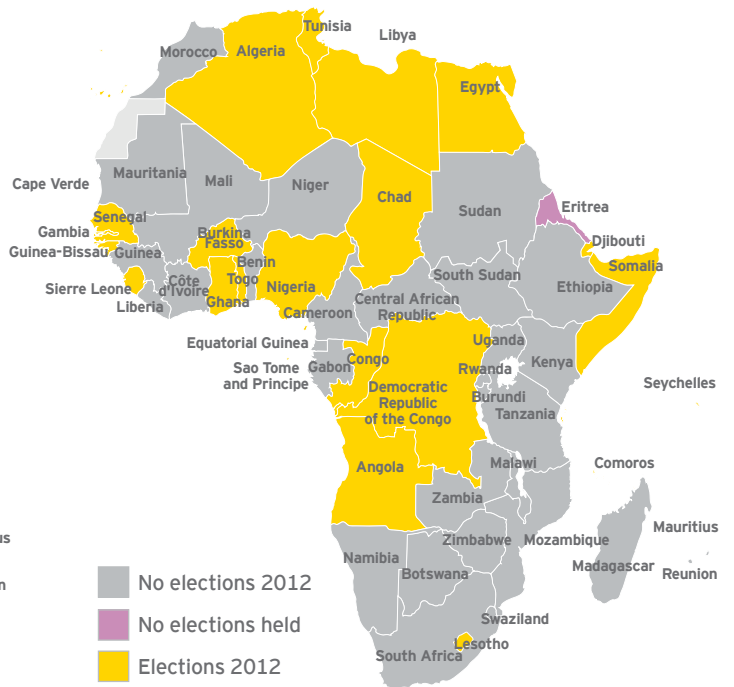 Tunisia
Libya
Morocco
Algeria
Egypt
Mauritania
Mali
Niger
Chad
Cape Verde
Sudan
Eritrea
Senegal
Gambia
Burkina
Fasso
Djibouti
Guinea-Bissau
Guinea
Benin
Somalia
South Sudan
Côte
d'Ivoire
Togo
Nigeria
Ethiopia
Sierra Leone
Ghana
Liberia
Cameroon
Central African
Republic
Equatorial Guinea
Uganda
Congo
Gabon
Kenya
Sao Tome
and Principe
Rwanda
Democratic
Republic
of the Congo
Seychelles
Burundi
Tanzania
Angola
Malawi
Comoros
Zambia
Mauritius
us
Zimbabwe
Mozambique
Namibia
Madagascar
Reunion
Botswana
n
No elections 2012
No elections held
Elections 2012
Swaziland
Lesotho
South Africa